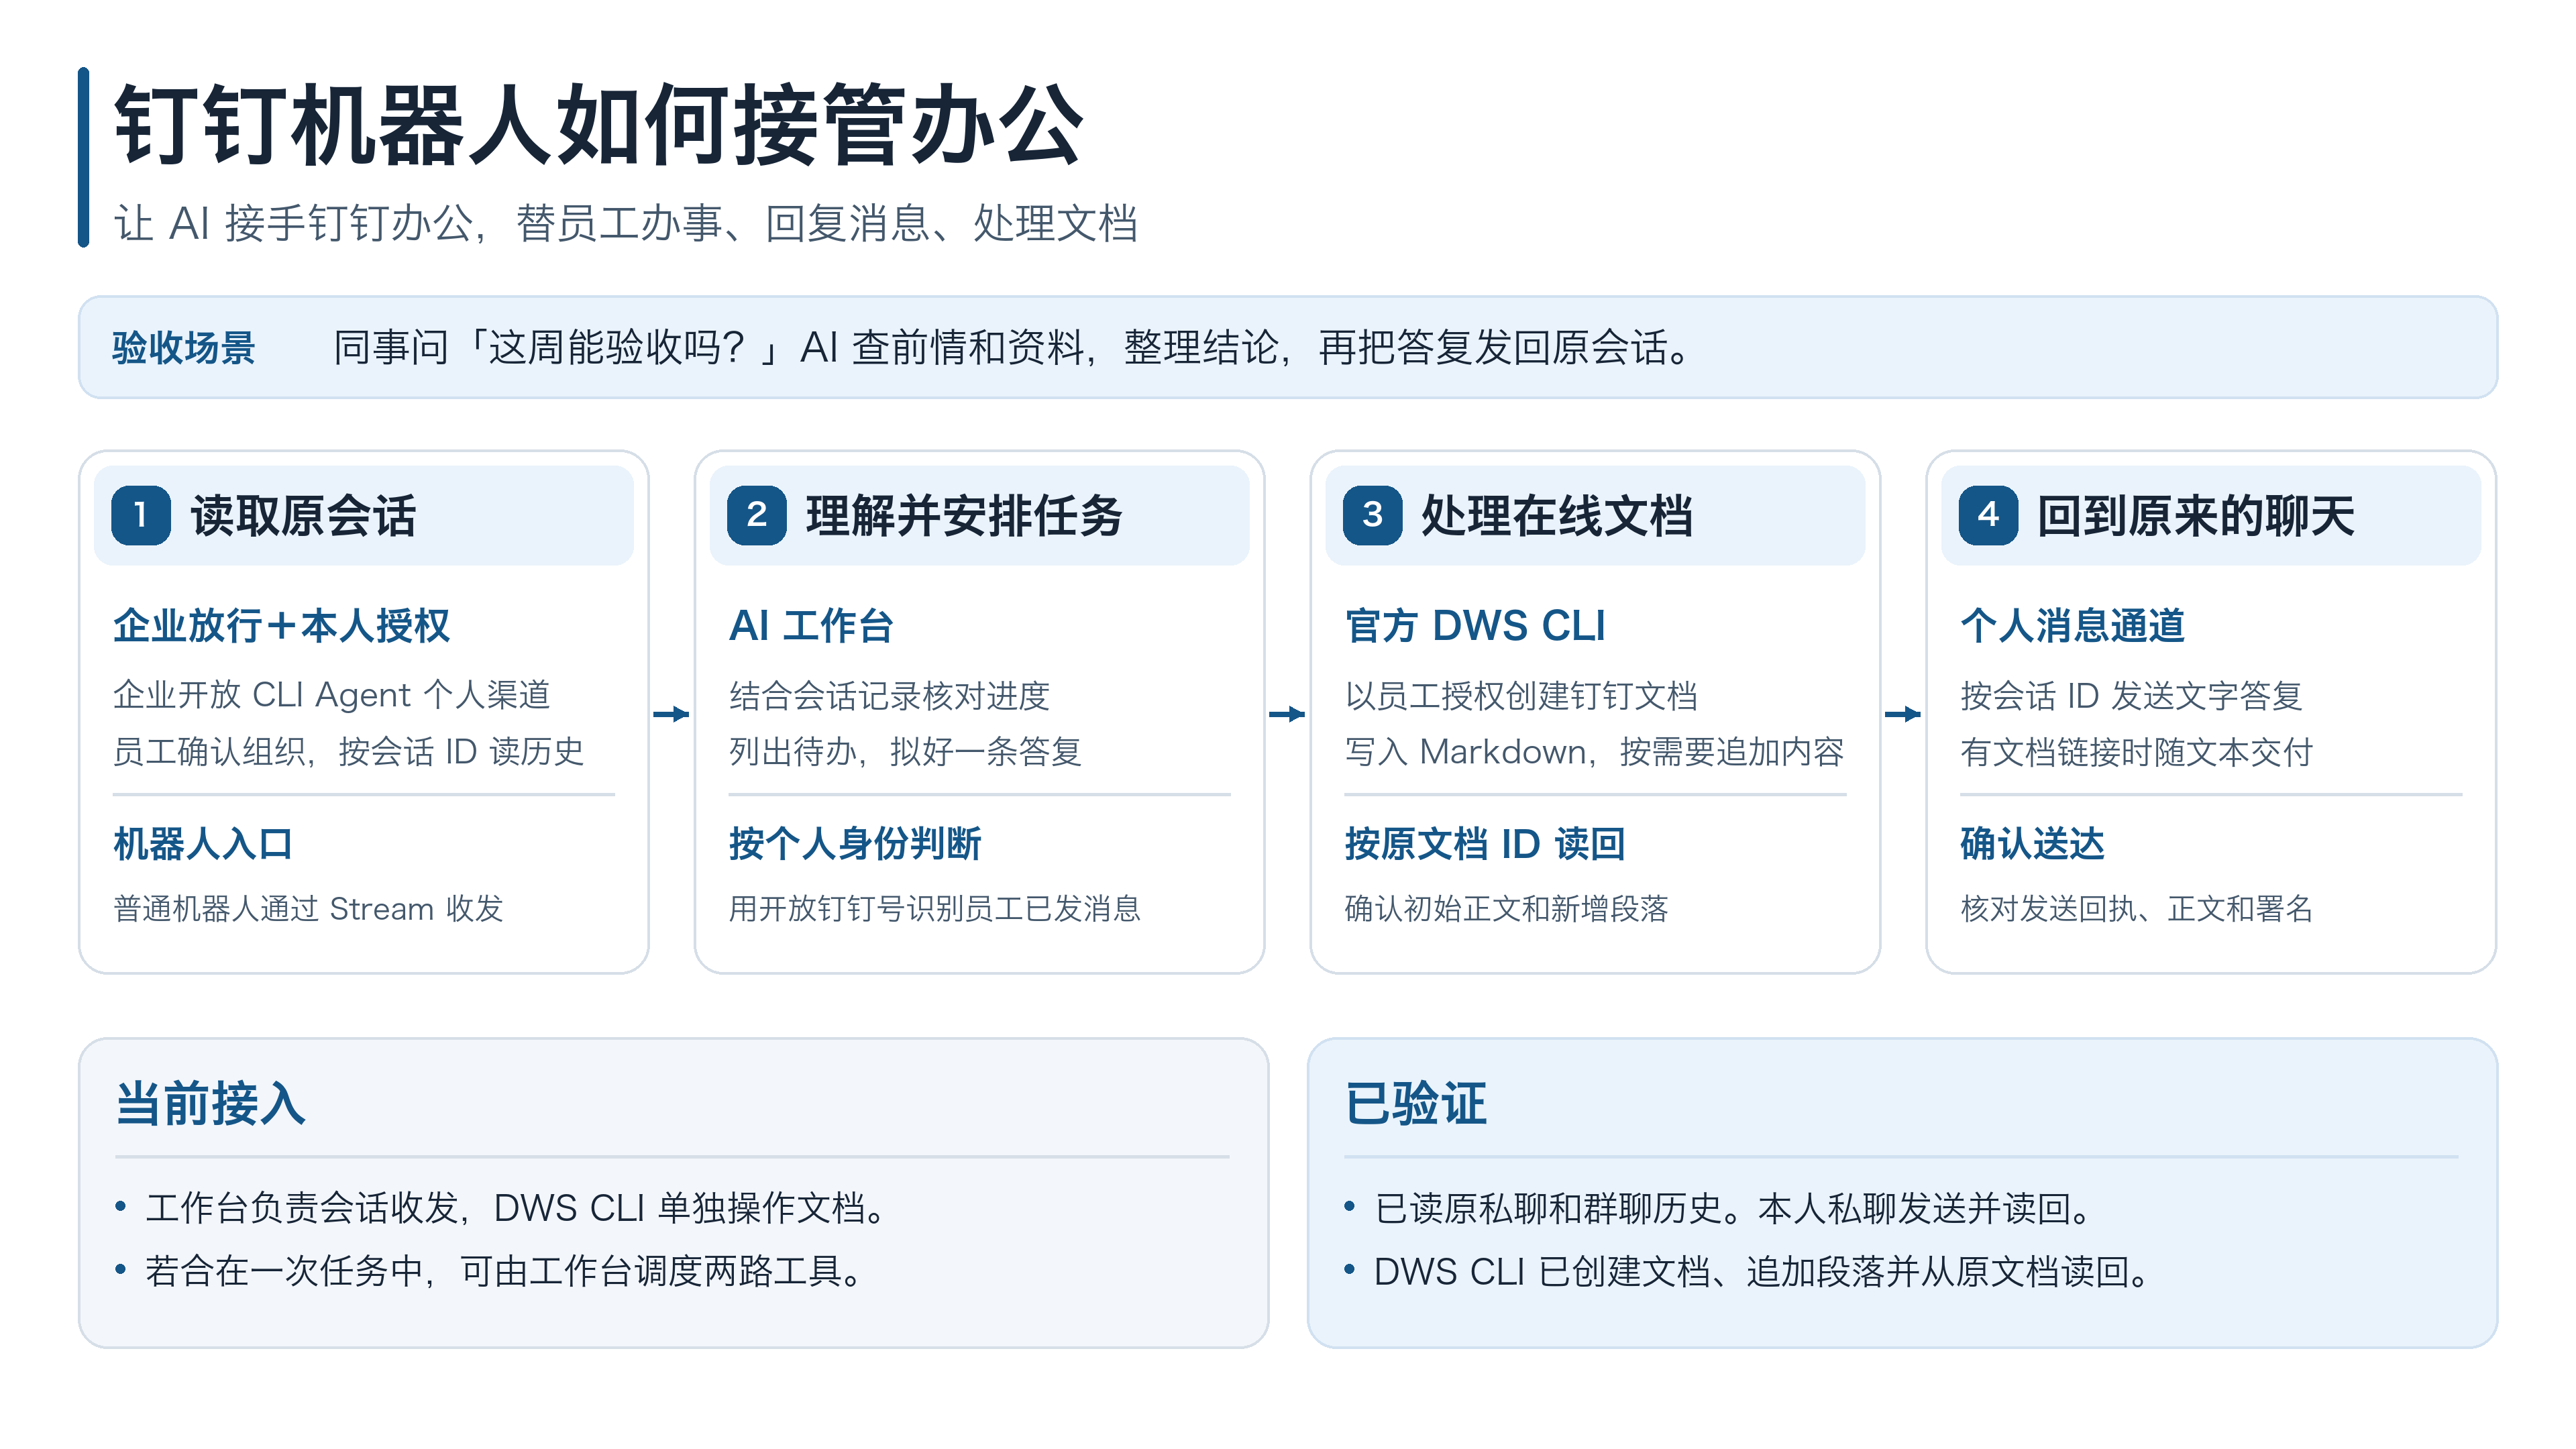 钉钉机器人如何接管办公
让 AI 接手钉钉办公，替员工办事、回复消息、处理文档
验收场景 同事问「这周能验收吗？」AI 查前情和资料，整理结论，再把答复发回原会话。
1 读取原会话
企业放行＋本人授权
企业开放 CLI Agent 个人渠道
员工确认组织，按会话 ID 读历史
机器人入口
普通机器人通过 Stream 收发
2 理解并安排任务
AI 工作台
结合会话记录核对进度
列出待办，拟好一条答复
按个人身份判断
用开放钉钉号识别员工已发消息
3 处理在线文档
官方 DWS CLI
以员工授权创建钉钉文档
写入 Markdown，按需要追加内容
按原文档 ID 读回
确认初始正文和新增段落
4 回到原来的聊天
个人消息通道
按会话 ID 发送文字答复
有文档链接时随文本交付
确认送达
核对发送回执、正文和署名
当前接入
• 工作台负责会话收发，DWS CLI 单独操作文档。
• 若合在一次任务中，可由工作台调度两路工具。
已验证
• 已读原私聊和群聊历史。本人私聊发送并读回。
• DWS CLI 已创建文档、追加段落并从原文档读回。